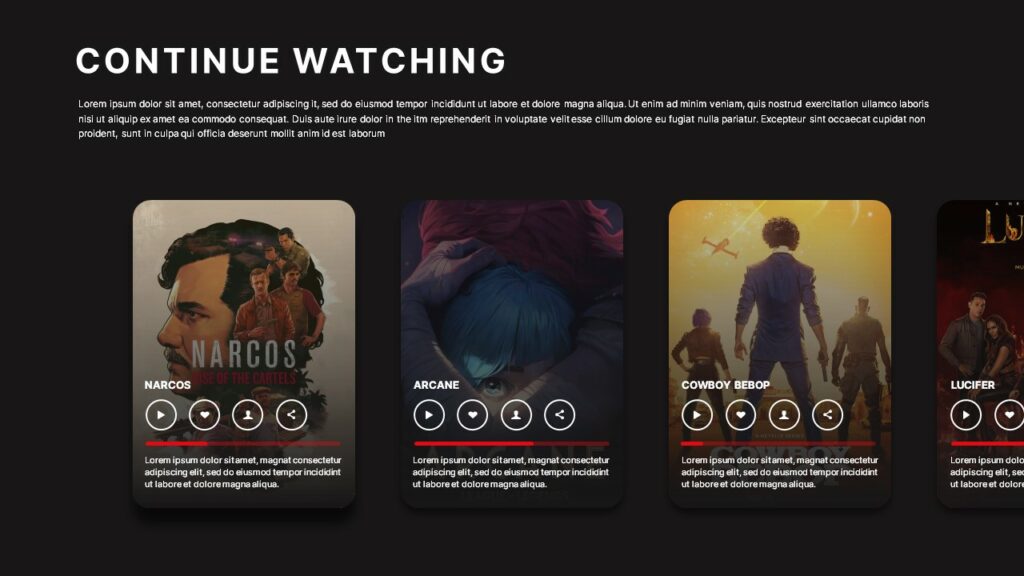 CONTINUE WATCHING
Lorem ipsum dolor sit amet, consectetur adipiscing it, sed do eiusmod tempor incididunt ut labore et dolore magna aliqua. Ut enim ad minim veniam, quis nostrud exercitation ullamco laboris
nisi ut aliquip ex amet ea commodo consequat. Duis aute irure dolor in the itm reprehenderit in voluptate velit esse cillum dolore eu fugiat nulla pariatur. Excepteur sint occaecat cupidat non
proident, sunt in culpa qui officia deserunt mollit anim id est laborum
NARCOS
RISE OF THE CARTELS
NARCOS
Lorem ipsum dolor sit amet, magnat consectetur
adipiscing elit, sed do eiusmod tempor incididint
ut labore et dolore magna aliqua.
ARCANE
Lorem ipsum dolor sit amet, magnat consectetur
adipiscing elit, sed do eiusmod tempor incididint
ut labore et dolore magna aliqua.
COWBOY BEBOP
COWBOY
Lorem ipsum dolor sit amet, magnat consectetur
adipiscing elit, sed do eiusmod tempor incididint
ut labore et dolore magna aliqua.
LU
LUCIFER
Lorem ipsum dolo
adipiscing elit, se
ut labore et dolore